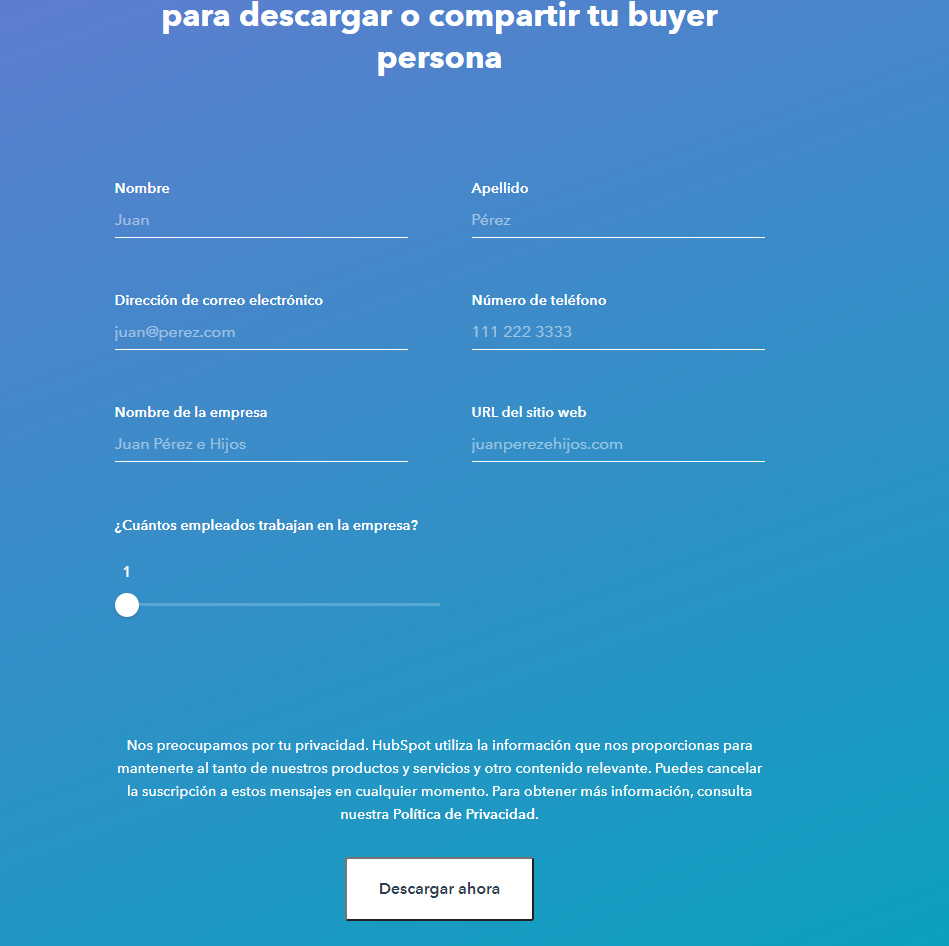 para descargar o compartir tu buyer
persona
Nombre
Apellido
Juan
Pérez
Dirección de correo electrónico
Número de teléfono
juan@perez.com
111 222 3333
Nombre de la empresa
URL del sitio web
Juan Pérez e Hijos
juanperezehijos.com
¿Cuántos empleados trabajan en la empresa?
1
Nos preocupamos por tu privacidad. HubSpot utiliza la información que nos proporcionas para
mantenerte al tanto de nuestros productos y servicios y otro contenido relevante. Puedes cancelar
la suscripción a estos mensajes en cualquier momento. Para obtener más información, consulta
nuestra Política de Privacidad.
Descargar ahora